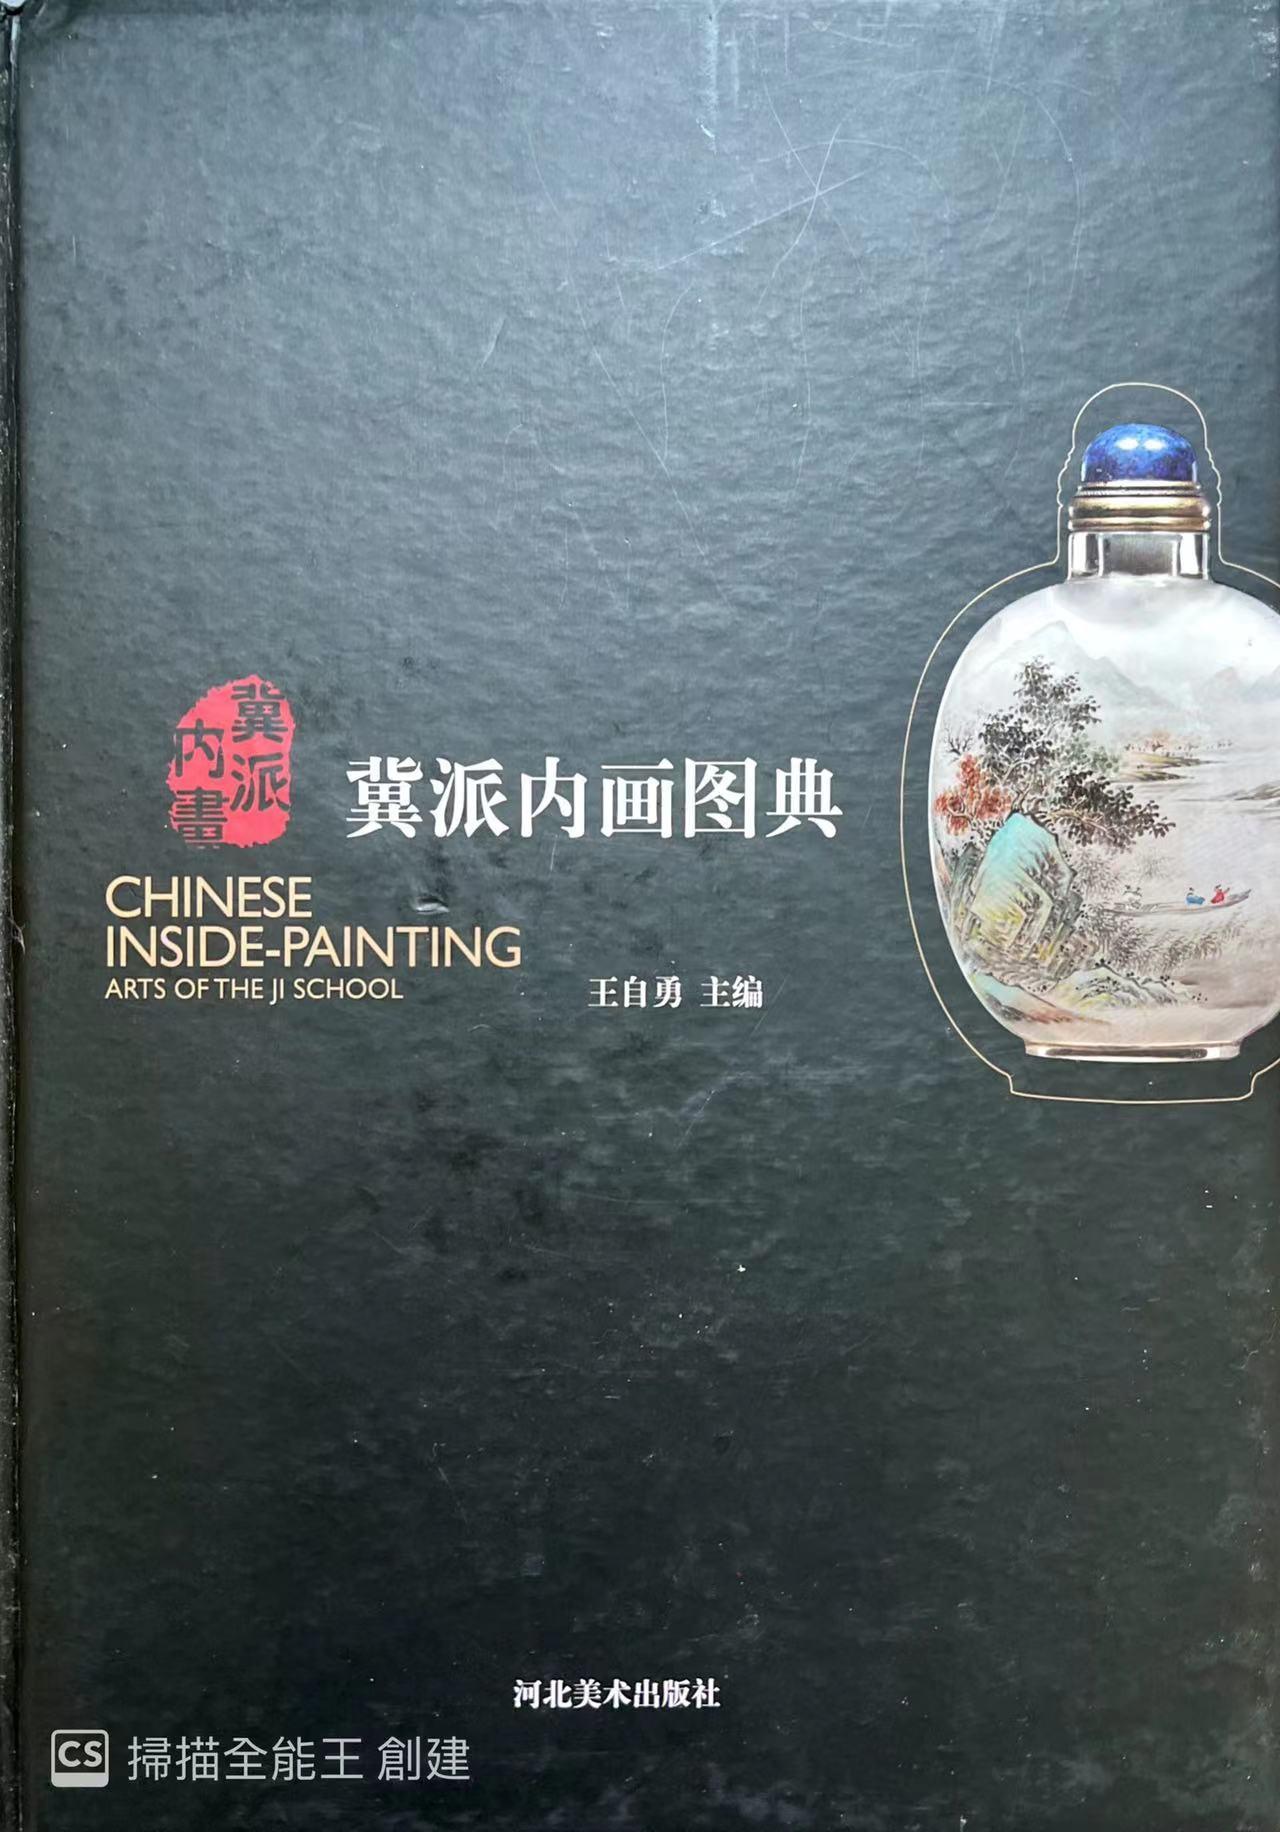 冀派
内畫
冀派内画图典
CHINESE
INSIDE-PAINTING
ARTS OF THE JI SCHOOL
王自勇 主编
河北美术出版社
CS 掃描全能王 創建